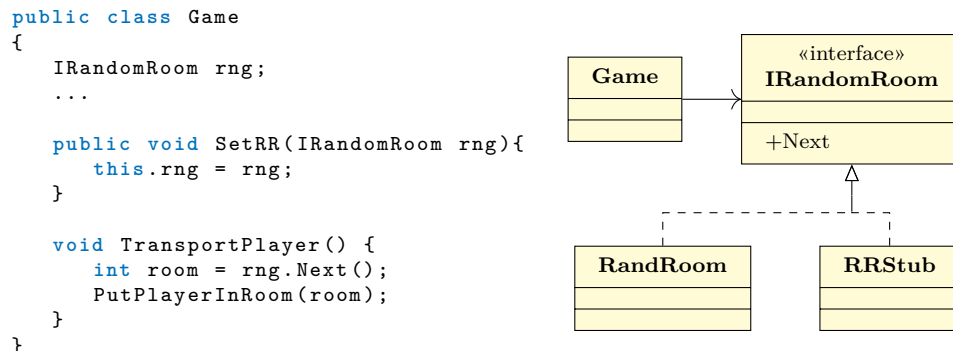 public class Game
{
IRandomRoom rng;
...
public void SetRR(IRandomRoom rng){
this.rng = rng;
}
void TransportPlayer() {
int room = rng.Next();
PutPlayerInRoom(room);
}
}
Game
«interface»
IRandomRoom
+Next
RandRoom
RRStub